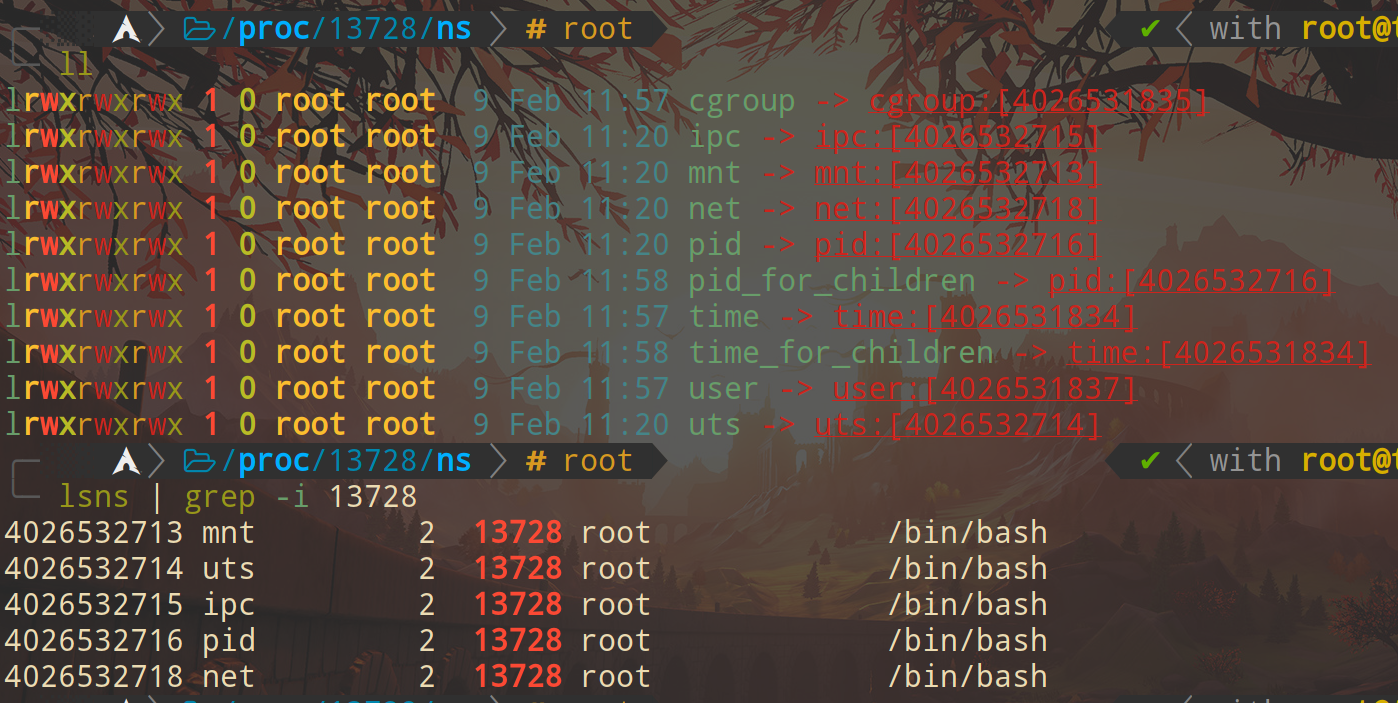 /proc/13728/ns # root ✔ with root@
ll
lrwxrwxrwx 1 0 root root 9 Feb 11:57 cgroup -> cgroup:[4026531835]
lrwxrwxrwx 1 0 root root 9 Feb 11:20 ipc -> ipc:[4026532715]
lrwxrwxrwx 1 0 root root 9 Feb 11:20 mnt -> mnt:[4026532713]
lrwxrwxrwx 1 0 root root 9 Feb 11:20 net -> net:[4026532718]
lrwxrwxrwx 1 0 root root 9 Feb 11:20 pid -> pid:[4026532716]
lrwxrwxrwx 1 0 root root 9 Feb 11:58 pid_for_children -> pid:[4026532716]
lrwxrwxrwx 1 0 root root 9 Feb 11:57 time -> time:[4026531834]
lrwxrwxrwx 1 0 root root 9 Feb 11:58 time_for_children -> time:[4026531834]
lrwxrwxrwx 1 0 root root 9 Feb 11:57 user -> user:[4026531837]
lrwxrwxrwx 1 0 root root 9 Feb 11:20 uts -> uts:[4026532714]
/proc/13728/ns # root ✔ with root@
lsns | grep -i 13728
4026532713 mnt 2 13728 root /bin/bash
4026532714 uts 2 13728 root /bin/bash
4026532715 ipc 2 13728 root /bin/bash
4026532716 pid 2 13728 root /bin/bash
4026532718 net 2 13728 root /bin/bash